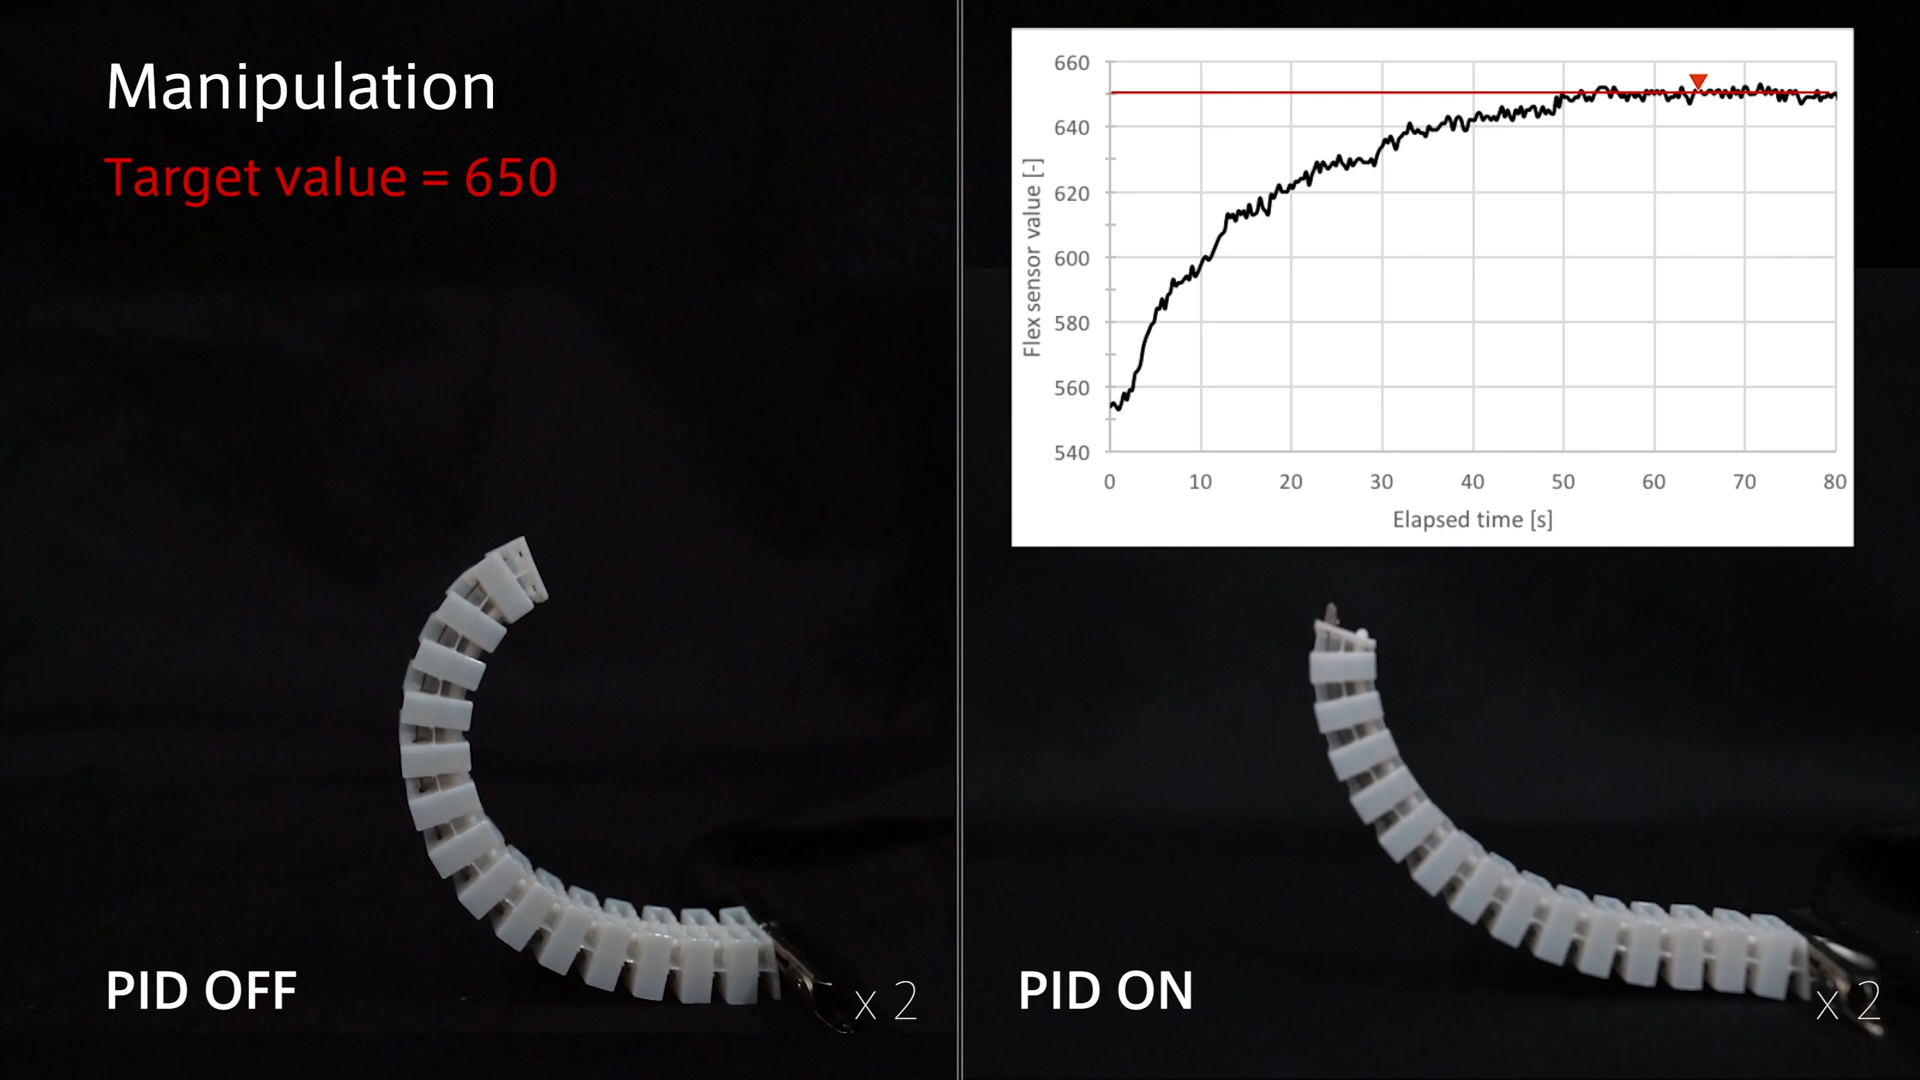 Manipulation
Target value = 650
PID OFF
x 2
660
640
620
600
580
560
540
Flex sensor value [-]
0 10 20 30 40 50 60 70 80
Elapsed time [s]
PID ON
x 2